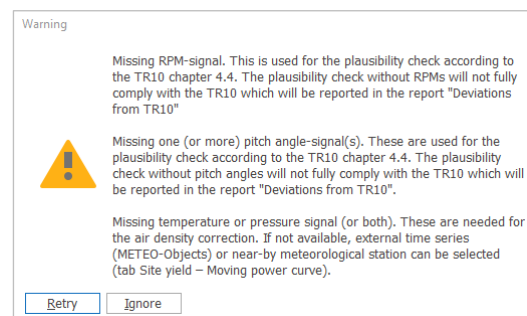 Warning
Missing RPM-signal. This is used for the plausibility check according to
the TR10 chapter 4.4. The plausibility check without RPMs will not fully
comply with the TR10 which will be reported in the report "Deviations
from TR10"
Missing one (or more) pitch angle-signal(s). These are used for the
plausibility check according to the TR10 chapter 4.4. The plausibility
check without pitch angles will not fully comply with the TR10 which will
be reported in the report "Deviations from TR10".
Missing temperature or pressure signal (or both). These are needed for
the air density correction. If not available, external time series
(METEO-Objects) or near-by meteorological station can be selected
(tab Site yield – Moving power curve).
Retry Ignore